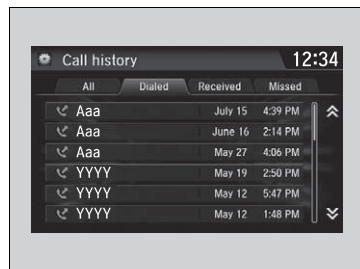 Call history 12:34
All Dialed Received Missed
Aaa July 15 4:39 PM
Aaa June 16 2:14 PM
Aaa May 27 4:06 PM
YYYY May 19 2:50 PM
YYYY May 12 5:47 PM
YYYY May 12 1:48 PM